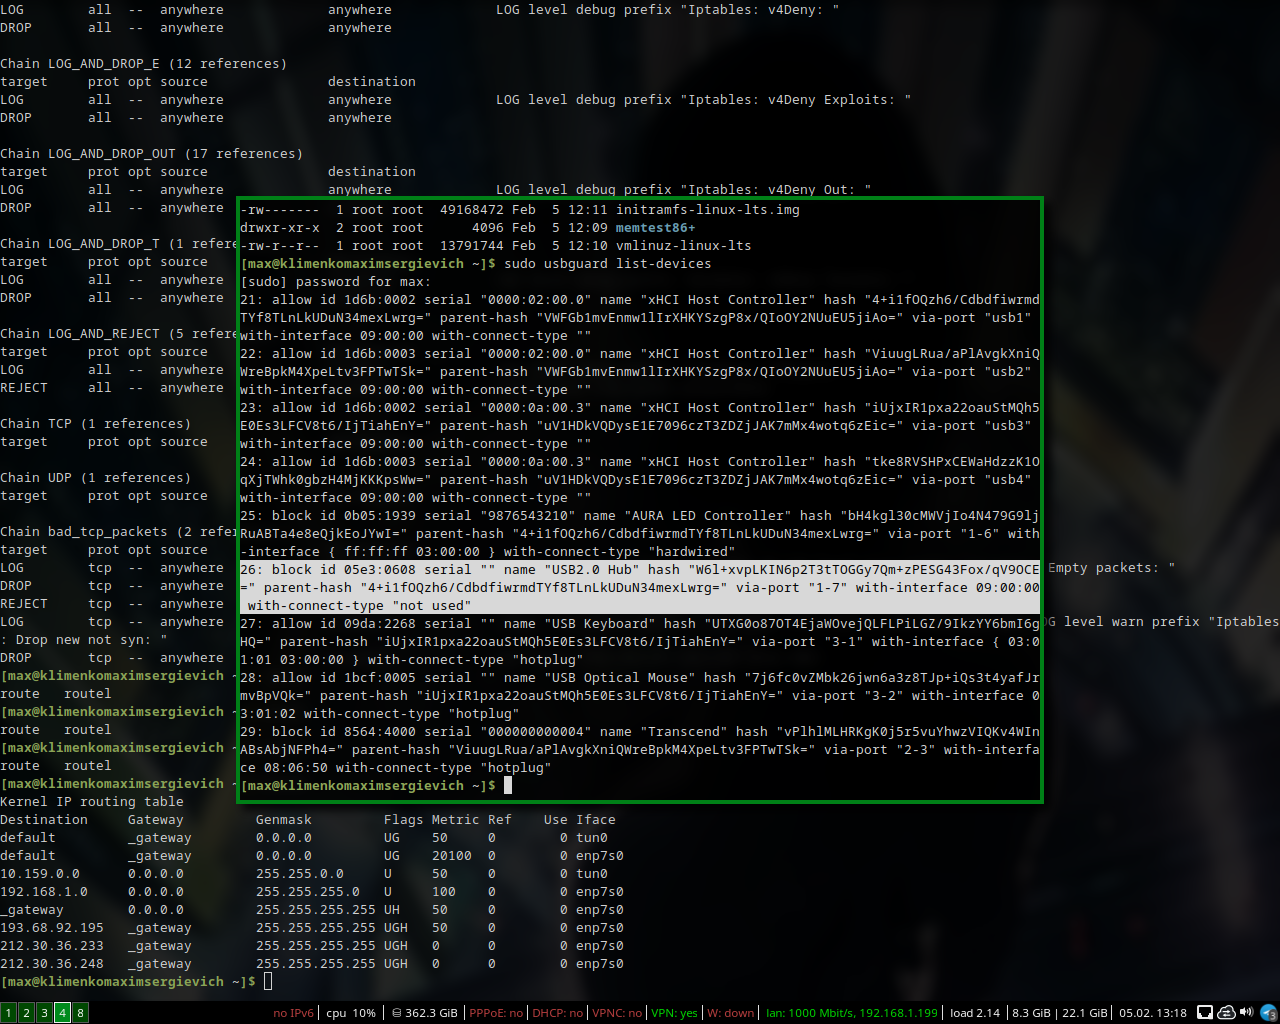 LOG        all  --  anywhere             anywhere             LOG level debug prefix "Iptables: v4Deny: "
DROP       all  --  anywhere             anywhere
Chain LOG_AND_DROP_E (12 references)
target     prot opt source               destination
LOG        all  --  anywhere             anywhere             LOG level debug prefix "Iptables: v4Deny Exploits: "
DROP       all  --  anywhere             anywhere
Chain LOG_AND_DROP_OUT (17 references)
target     prot opt source               destination
LOG        all  --  anywhere             anywhere             LOG level debug prefix "Iptables: v4Deny Out: "
DROP       all  --  anywhere
Chain LOG_AND_DROP_T (1 refere
target     prot opt source
LOG        all  --  anywhere
DROP       all  --  anywhere
Chain LOG_AND_REJECT (5 refere
target     prot opt source
LOG        all  --  anywhere
REJECT     all  --  anywhere
Chain TCP (1 references)
target     prot opt source
Chain UDP (1 references)
target     prot opt source
Chain bad_tcp_packets (2 refer
target     prot opt source
LOG        tcp  --  anywhere Empty packets: "
DROP       tcp  --  anywhere
REJECT     tcp  --  anywhere
LOG        tcp  --  anywhere G level warn prefix "Iptables
: Drop new not syn: "
DROP       tcp  --  anywhere
[max@klimenkomaximsergievich ~
route   routel
[max@klimenkomaximsergievich ~
route   routel
[max@klimenkomaximsergievich ~
route   routel
[max@klimenkomaximsergievich ~
Kernel IP routing table
Destination     Gateway         Genmask         Flags Metric Ref    Use Iface
default         _gateway        0.0.0.0         UG    50     0        0 tun0
default         _gateway        0.0.0.0         UG    20100  0        0 enp7s0
10.159.0.0      0.0.0.0         255.255.0.0     U     50     0        0 tun0
192.168.1.0     0.0.0.0         255.255.255.0   U     100    0        0 enp7s0
_gateway        0.0.0.0         255.255.255.255 UH    50     0        0 enp7s0
193.68.92.195   _gateway        255.255.255.255 UGH   50     0        0 enp7s0
212.30.36.233   _gateway        255.255.255.255 UGH   0      0        0 enp7s0
212.30.36.248   _gateway        255.255.255.255 UGH   0      0        0 enp7s0
[max@klimenkomaximsergievich ~]$
-rw-------  1 root root  49168472 Feb  5 12:11 initramfs-linux-lts.img
drwxr-xr-x  2 root root      4096 Feb  5 12:09 memtest86+
-rw-r--r--  1 root root  13791744 Feb  5 12:10 vmlinuz-linux-lts
[max@klimenkomaximsergievich ~]$ sudo usbguard list-devices
[sudo] password for max:
21: allow id 1d6b:0002 serial "0000:02:00.0" name "xHCI Host Controller" hash "4+i1fOQzh6/Cdbdfiwrmd
TYf8TLnLkUDuN34mexLwrg=" parent-hash "VWFGb1mvEnmw1lIrXHKYSzgP8x/QIoOY2NUuEU5jiAo=" via-port "usb1"
with-interface 09:00:00 with-connect-type ""
22: allow id 1d6b:0003 serial "0000:02:00.0" name "xHCI Host Controller" hash "ViuugLRua/aPlAvgkXniQ
WreBpkM4XpeLtv3FPTwTSk=" parent-hash "VWFGb1mvEnmw1lIrXHKYSzgP8x/QIoOY2NUuEU5jiAo=" via-port "usb2"
with-interface 09:00:00 with-connect-type ""
23: allow id 1d6b:0002 serial "0000:0a:00.3" name "xHCI Host Controller" hash "iUjxIR1pxa22oauStMQh5
E0Es3LFCV8t6/IjTiahEnY=" parent-hash "uV1HDkVQDysE1E7096czT3ZDZjJAK7mMx4wotq6zEic=" via-port "usb3"
with-interface 09:00:00 with-connect-type ""
24: allow id 1d6b:0003 serial "0000:0a:00.3" name "xHCI Host Controller" hash "tke8RVSHPxCEWaHdzzK1O
qXjTWhk0gbzH4MjKKKpsWw=" parent-hash "uV1HDkVQDysE1E7096czT3ZDZjJAK7mMx4wotq6zEic=" via-port "usb4"
with-interface 09:00:00 with-connect-type ""
25: block id 0b05:1939 serial "9876543210" name "AURA LED Controller" hash "bH4kgl30cMWVjIo4N479G9lj
RuABTa4e8eQjkEoJYwI=" parent-hash "4+i1fOQzh6/CdbdfiwrmdTYf8TLnLkUDuN34mexLwrg=" via-port "1-6" with
-interface { ff:ff:ff 03:00:00 } with-connect-type "hardwired"
26: block id 05e3:0608 serial "" name "USB2.0 Hub" hash "W6l+xvpLKIN6p2T3tTOGGy7Qm+zPESG43Fox/qV9OCE
=" parent-hash "4+i1fOQzh6/CdbdfiwrmdTYf8TLnLkUDuN34mexLwrg=" via-port "1-7" with-interface 09:00:00
with-connect-type "not used"
27: allow id 09da:2268 serial "" name "USB Keyboard" hash "UTXG0o87OT4EjaWOvejQLFLPiLGZ/9IkzYY6bmI6g
HQ=" parent-hash "iUjxIR1pxa22oauStMQh5E0Es3LFCV8t6/IjTiahEnY=" via-port "3-1" with-interface { 03:0
1:01 03:00:00 } with-connect-type "hotplug"
28: allow id 1bcf:0005 serial "" name "USB Optical Mouse" hash "7j6fc0vZMbk26jwn6a3z8TJp+iQs3t4yafJr
mvBpVQk=" parent-hash "iUjxIR1pxa22oauStMQh5E0Es3LFCV8t6/IjTiahEnY=" via-port "3-2" with-interface 0
3:01:02 with-connect-type "hotplug"
29: block id 8564:4000 serial "000000000004" name "Transcend" hash "vPlhlMLHRKgK0j5r5vuYhwzVIQKv4WIn
ABsAbjNFPh4=" parent-hash "ViuugLRua/aPlAvgkXniQWreBpkM4XpeLtv3FPTwTSk=" via-port "2-3" with-interfa
ce 08:06:50 with-connect-type "hotplug"
[max@klimenkomaximsergievich ~]$
1 2 3 4 8 no IPv6 | cpu 10% | 362.3 GiB | PPPoE: no | DHCP: no | VPNC: no | VPN: yes | W: down | lan: 1000 Mbit/s, 192.168.1.199 | load 2.14 | 8.3 GiB | 22.1 GiB | 05.02. 13:18